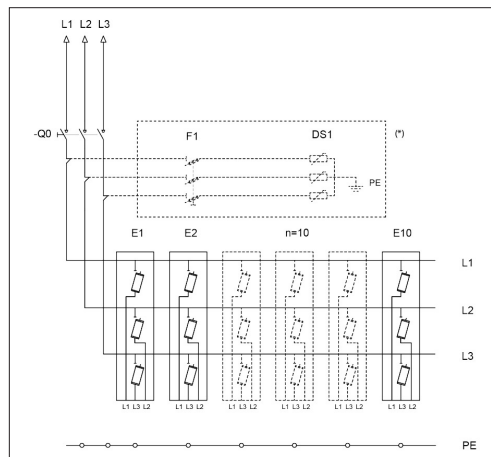 L1 L2 L3
-Q0
F1 DS1 (*)
PE
E1 E2 n=10 E10
L1
L2
L3
L1 L3 L2 L1 L3 L2 L1 L3 L2 L1 L3 L2 L1 L3 L2 L1 L3 L2
PE